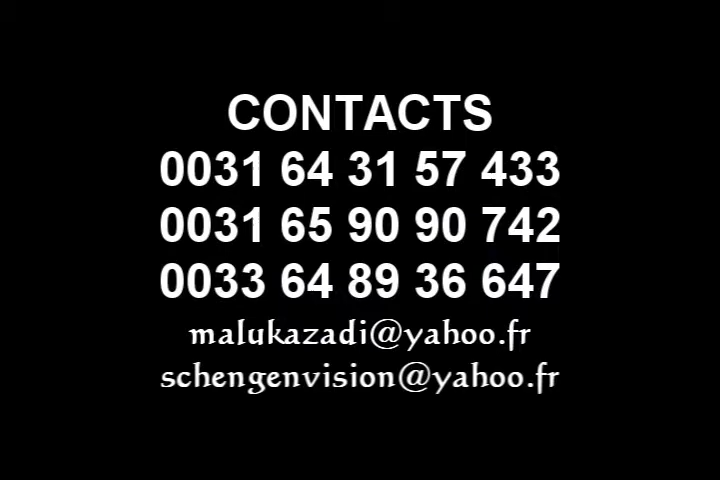 CONTACTS
0031 64 31 57 433
0031 65 90 90 742
0033 64 89 36 647
malukazadi@yahoo.fr
schengenvision@yahoo.fr